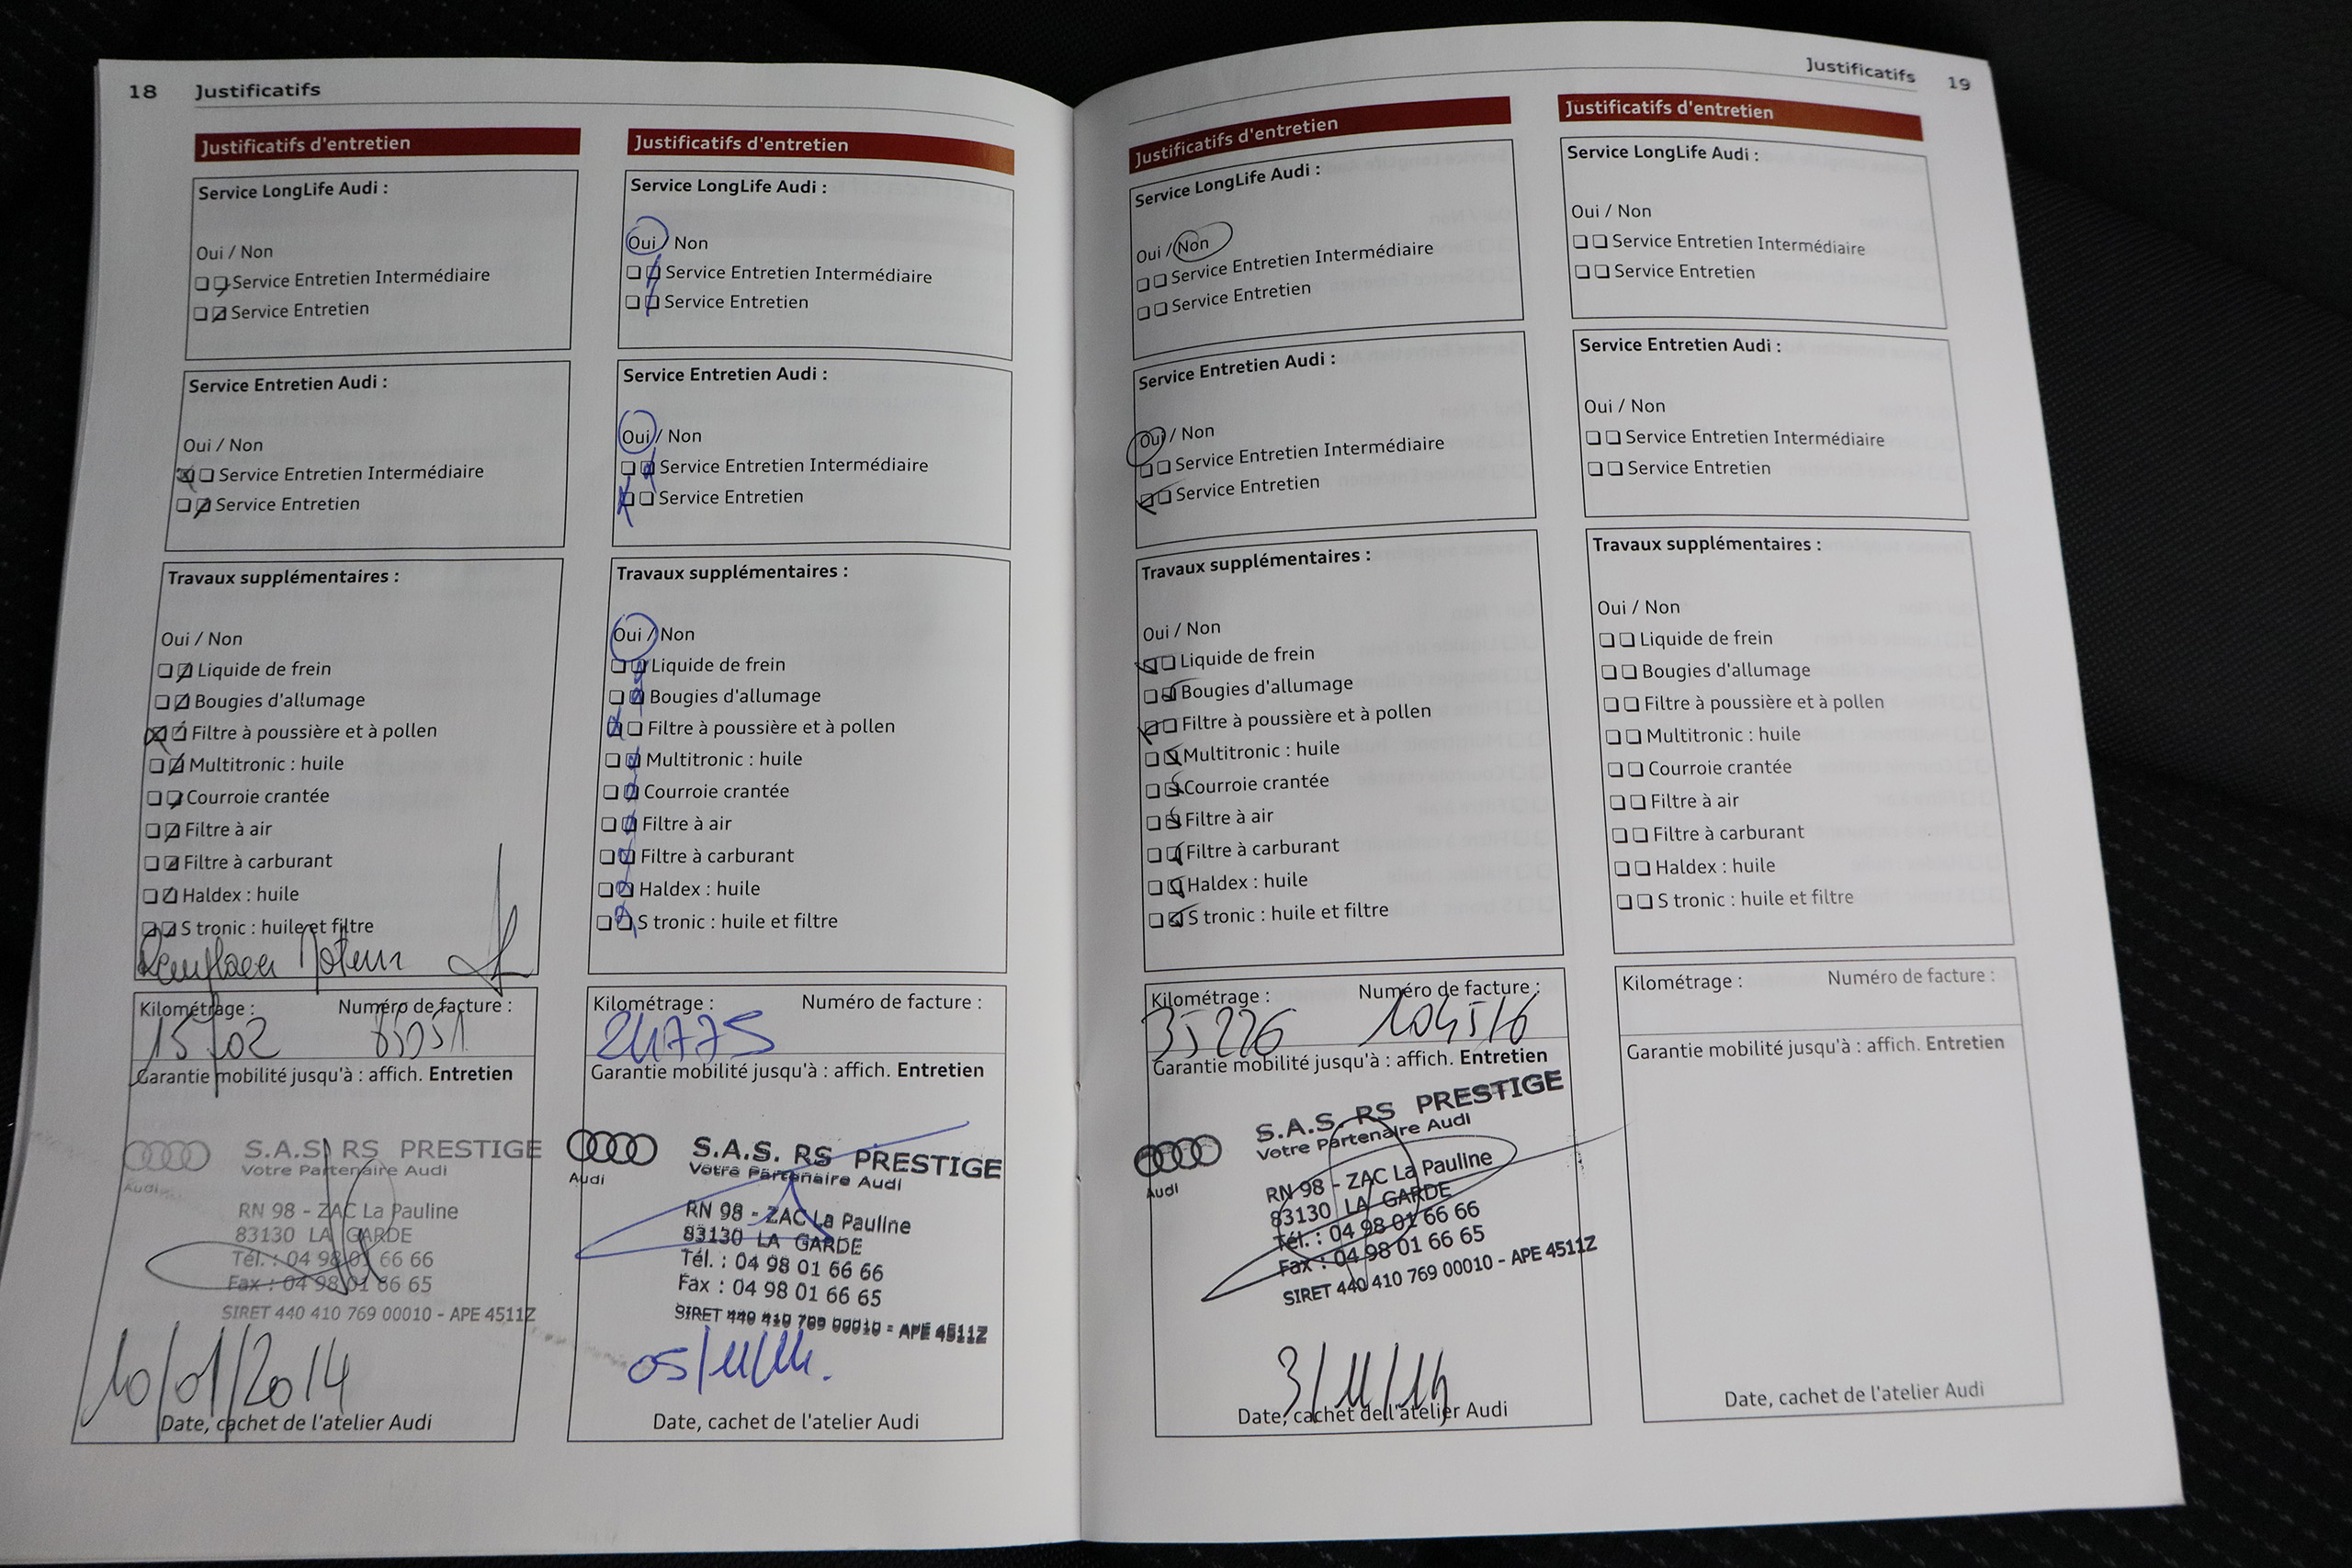 18 Justificatifs
Justificatifs d'entretien
Service LongLife Audi :
Oui / Non
Service Entretien Intermédiaire
Service Entretien
Service Entretien Audi :
Oui / Non
Service Entretien Intermédiaire
Service Entretien
Travaux supplémentaires :
Oui / Non
Liquide de frein
Bougies d'allumage
Filtre à poussière et à pollen
Multitronic : huile
Courroie crantée
Filtre à air
Filtre à carburant
Haldex : huile
S tronic : huile et filtre
Moteur
Kilométrage : Numéro de facture :
Garantie mobilité jusqu'à : affich. Entretien
S.A.S. RS PRESTIGE
Votre Partenaire Audi
Audi
RN 98 - ZAC La Pauline
83130 LA GARDE
Tél. : 04 98 01 66 66
Fax : 04 98 01 66 65
SIRET 440 410 769 00010 - APE 4511Z
10/01/2014
Date, cachet de l'atelier Audi
Justificatifs d'entretien
Service LongLife Audi :
Oui / Non
Service Entretien Intermédiaire
Service Entretien
Service Entretien Audi :
Oui / Non
Service Entretien Intermédiaire
Service Entretien
Travaux supplémentaires :
Oui / Non
Liquide de frein
Bougies d'allumage
Filtre à poussière et à pollen
Multitronic : huile
Courroie crantée
Filtre à air
Filtre à carburant
Haldex : huile
S tronic : huile et filtre
Kilométrage : Numéro de facture :
24775
Garantie mobilité jusqu'à : affich. Entretien
S.A.S. RS PRESTIGE
Votre Partenaire Audi
Audi
RN 98 - ZAC La Pauline
83130 LA GARDE
Tél. : 04 98 01 66 66
Fax : 04 98 01 66 65
SIRET 440 410 769 00010 - APE 4511Z
05/11/14.
Date, cachet de l'atelier Audi
Justificatifs 19
Justificatifs d'entretien
Service LongLife Audi :
Oui / Non
Service Entretien Intermédiaire
Service Entretien
Service Entretien Audi :
Oui / Non
Service Entretien Intermédiaire
Service Entretien
Travaux supplémentaires :
Oui / Non
Liquide de frein
Bougies d'allumage
Filtre à poussière et à pollen
Multitronic : huile
Courroie crantée
Filtre à air
Filtre à carburant
Haldex : huile
S tronic : huile et filtre
Kilométrage : Numéro de facture :
35226 104516
Garantie mobilité jusqu'à : affich. Entretien
S.A.S. RS PRESTIGE
Votre Partenaire Audi
Audi
RN 98 - ZAC La Pauline
83130 LA GARDE
Tél. : 04 98 01 66 66
Fax : 04 98 01 66 65
SIRET 440 410 769 00010 - APE 4511Z
Date, cachet de l'atelier Audi
Justificatifs d'entretien
Service LongLife Audi :
Oui / Non
Service Entretien Intermédiaire
Service Entretien
Service Entretien Audi :
Oui / Non
Service Entretien Intermédiaire
Service Entretien
Travaux supplémentaires :
Oui / Non
Liquide de frein
Bougies d'allumage
Filtre à poussière et à pollen
Multitronic : huile
Courroie crantée
Filtre à air
Filtre à carburant
Haldex : huile
S tronic : huile et filtre
Kilométrage : Numéro de facture :
Garantie mobilité jusqu'à : affich. Entretien
Date, cachet de l'atelier Audi